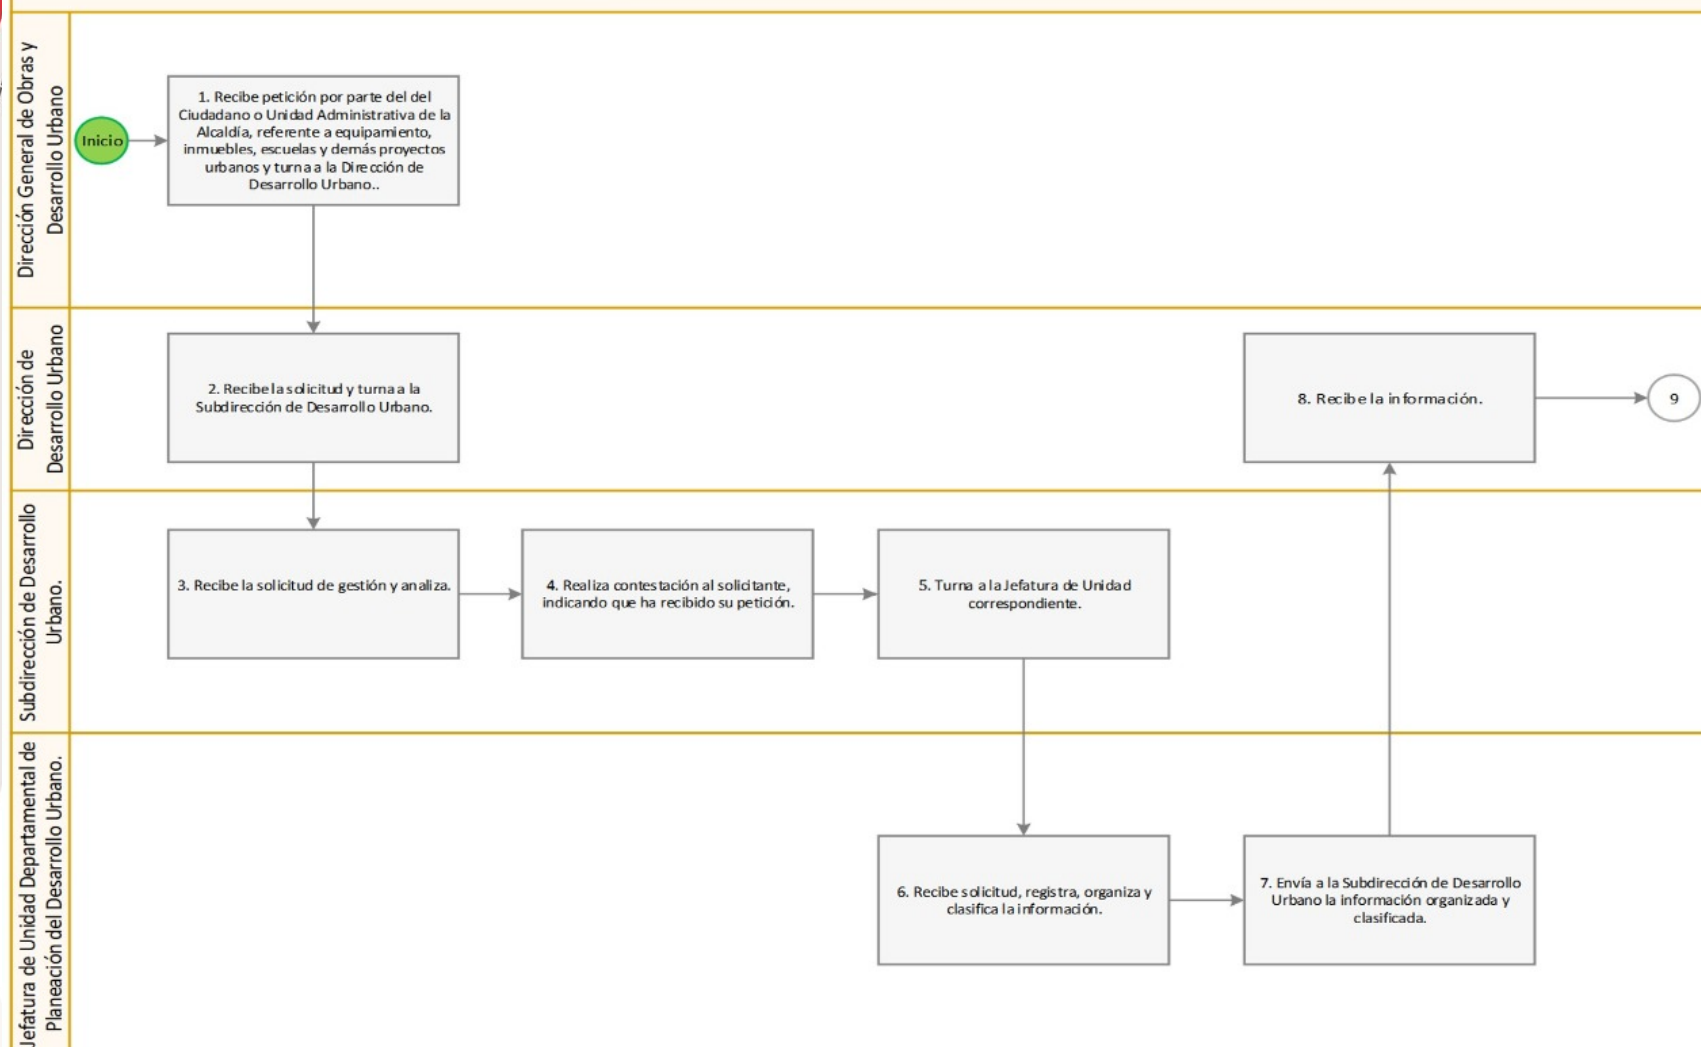 Dirección General de Obras y
Desarrollo Urbano
Inicio
1. Recibe petición por parte del del
Ciudadano o Unidad Administrativa de la
Alcaldía, referente a equipamiento,
inmuebles, escuelas y demás proyectos
urbanos y turna a la Dirección de
Desarrollo Urbano..
Dirección de
Desarrollo Urbano
2. Recibe la solicitud y turna a la
Subdirección de Desarrollo Urbano.
8. Recibe la información.
9
Subdirección de Desarrollo
Urbano.
3. Recibe la solicitud de gestión y analiza.
4. Realiza contestación al solicitante,
indicando que ha recibido su petición.
5. Turna a la Jefatura de Unidad
correspondiente.
Jefatura de Unidad Departamental de
Planeación del Desarrollo Urbano.
6. Recibe solicitud, registra, organiza y
clasifica la información.
7. Envía a la Subdirección de Desarrollo
Urbano la información organizada y
clasificada.